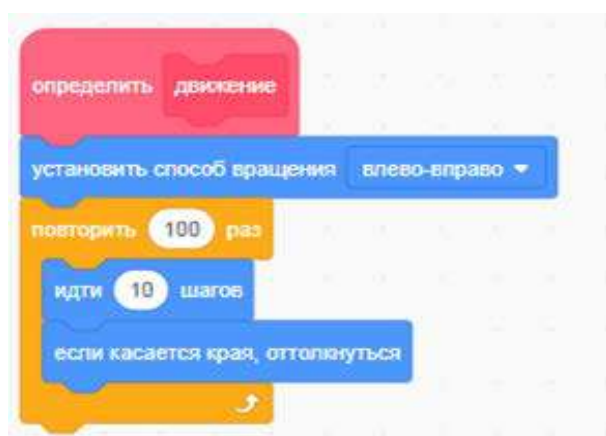 определить движение
установить способ вращения влево-вправо
повторить 100 раз
идти 10 шагов
если касается края, оттолкнуться